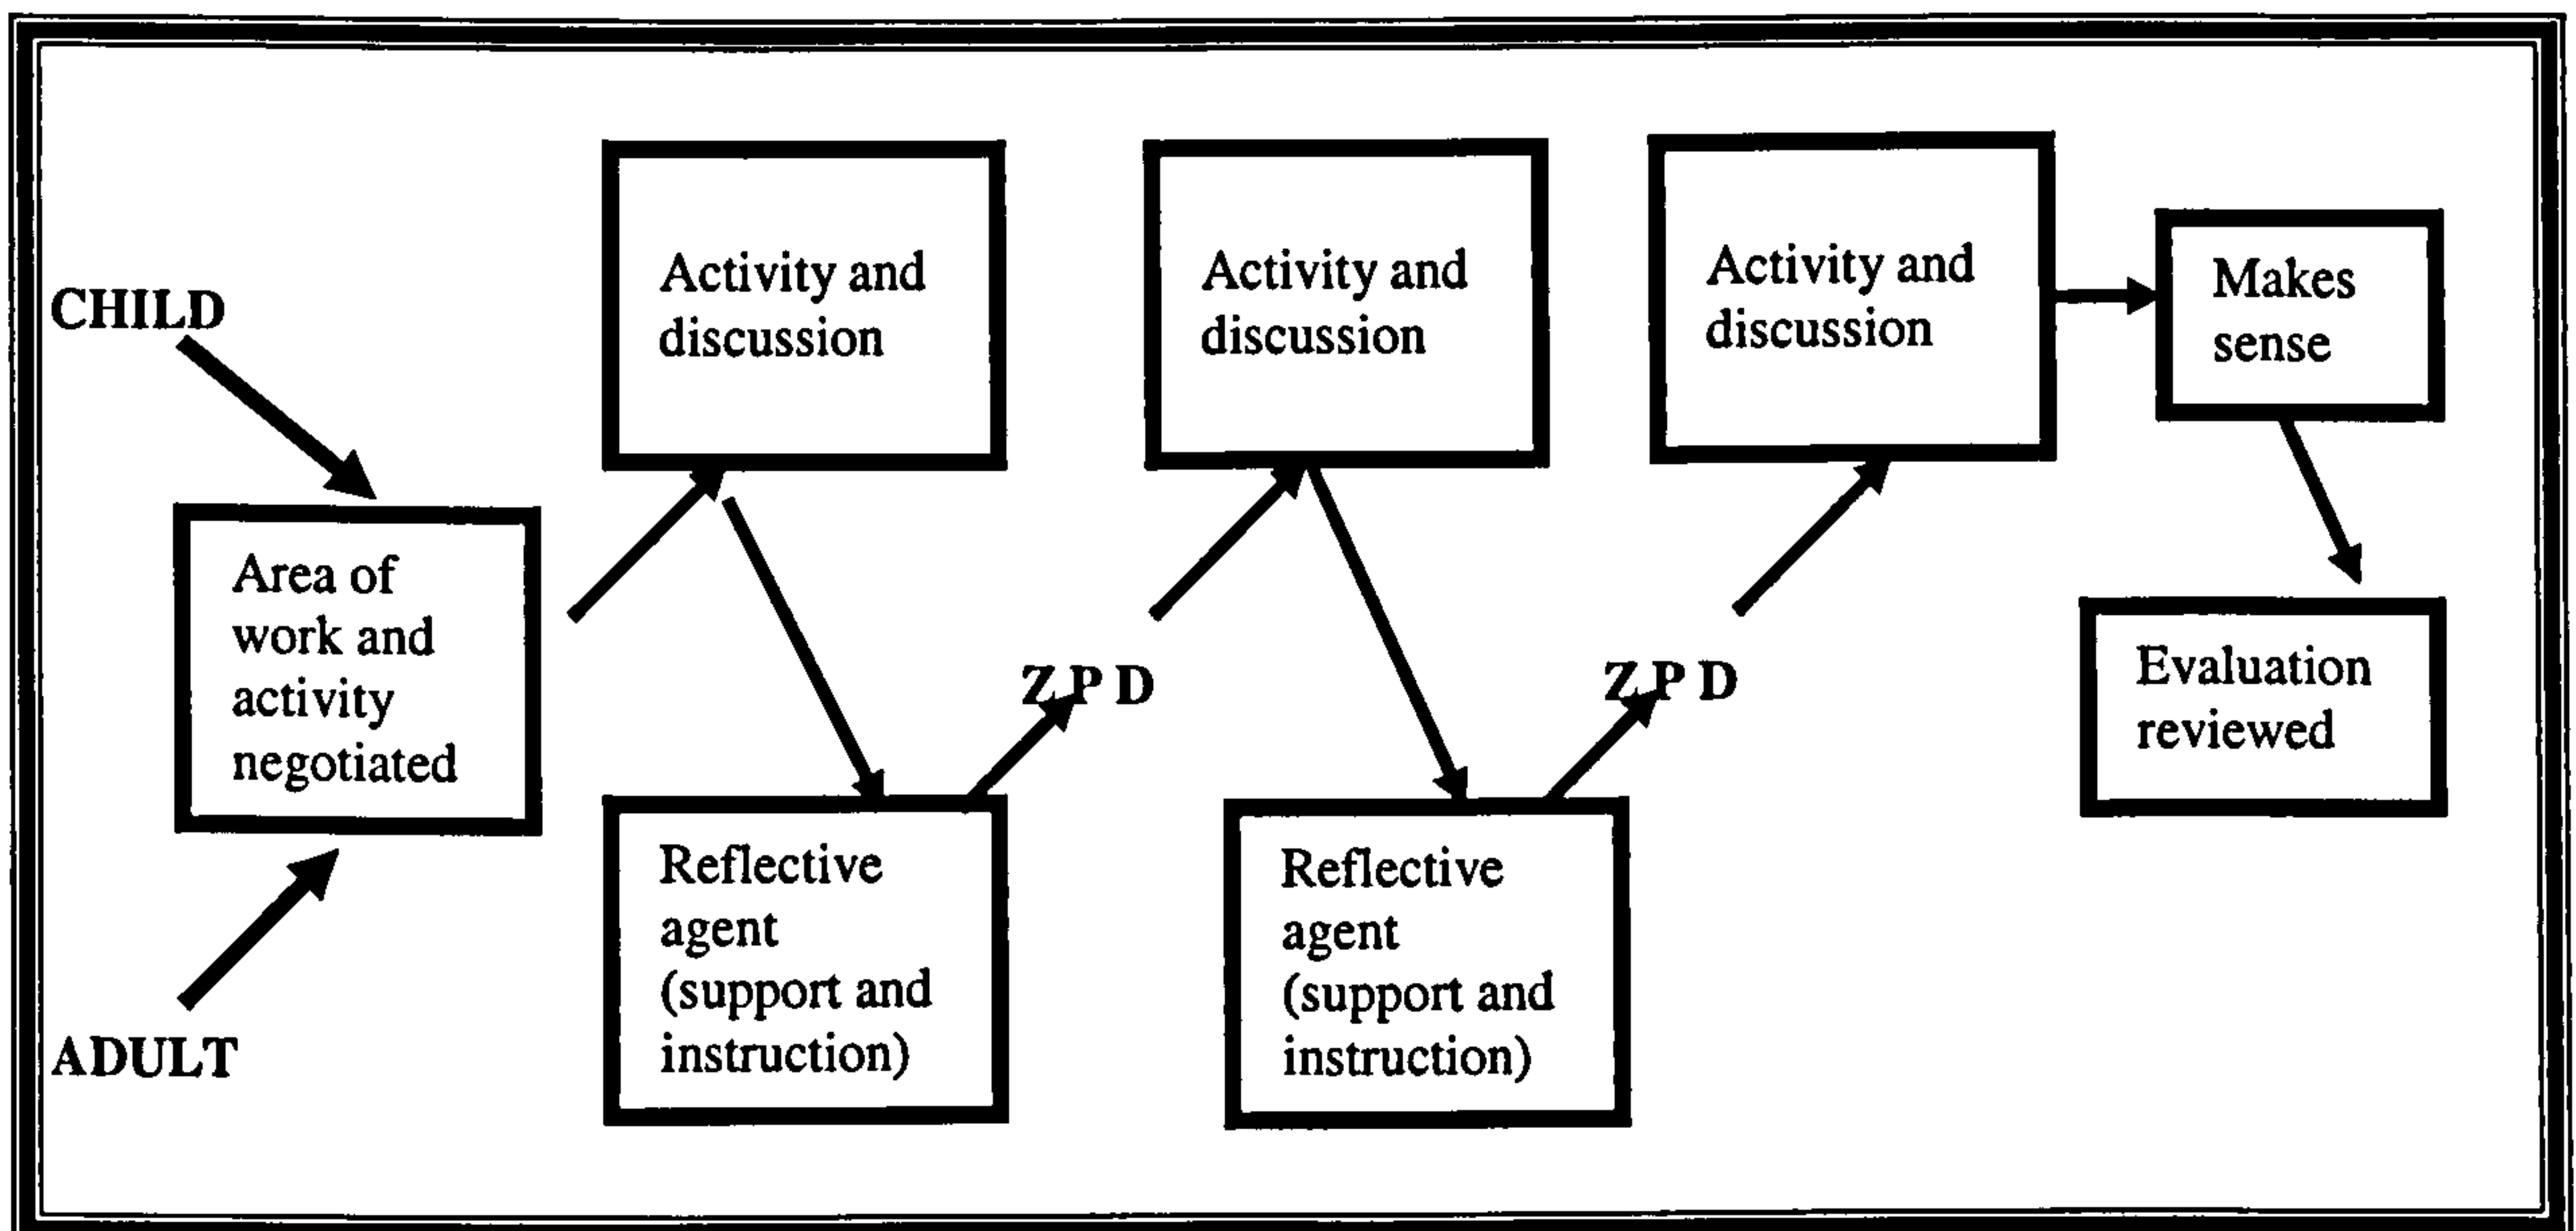 CHILD
Area of
work and
activity
negotiated
ADULT
Activity and
discussion
Reflective
agent
(support and
instruction)
Z P D
Activity and
discussion
Reflective
agent
(support and
instruction)
Z P D
Activity and
discussion
Makes
sense
Evaluation
reviewed